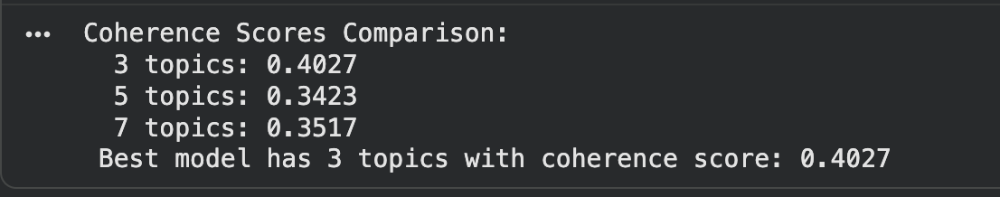 Coherence Scores Comparison:
3 topics: 0.4027
5 topics: 0.3423
7 topics: 0.3517
Best model has 3 topics with coherence score: 0.4027